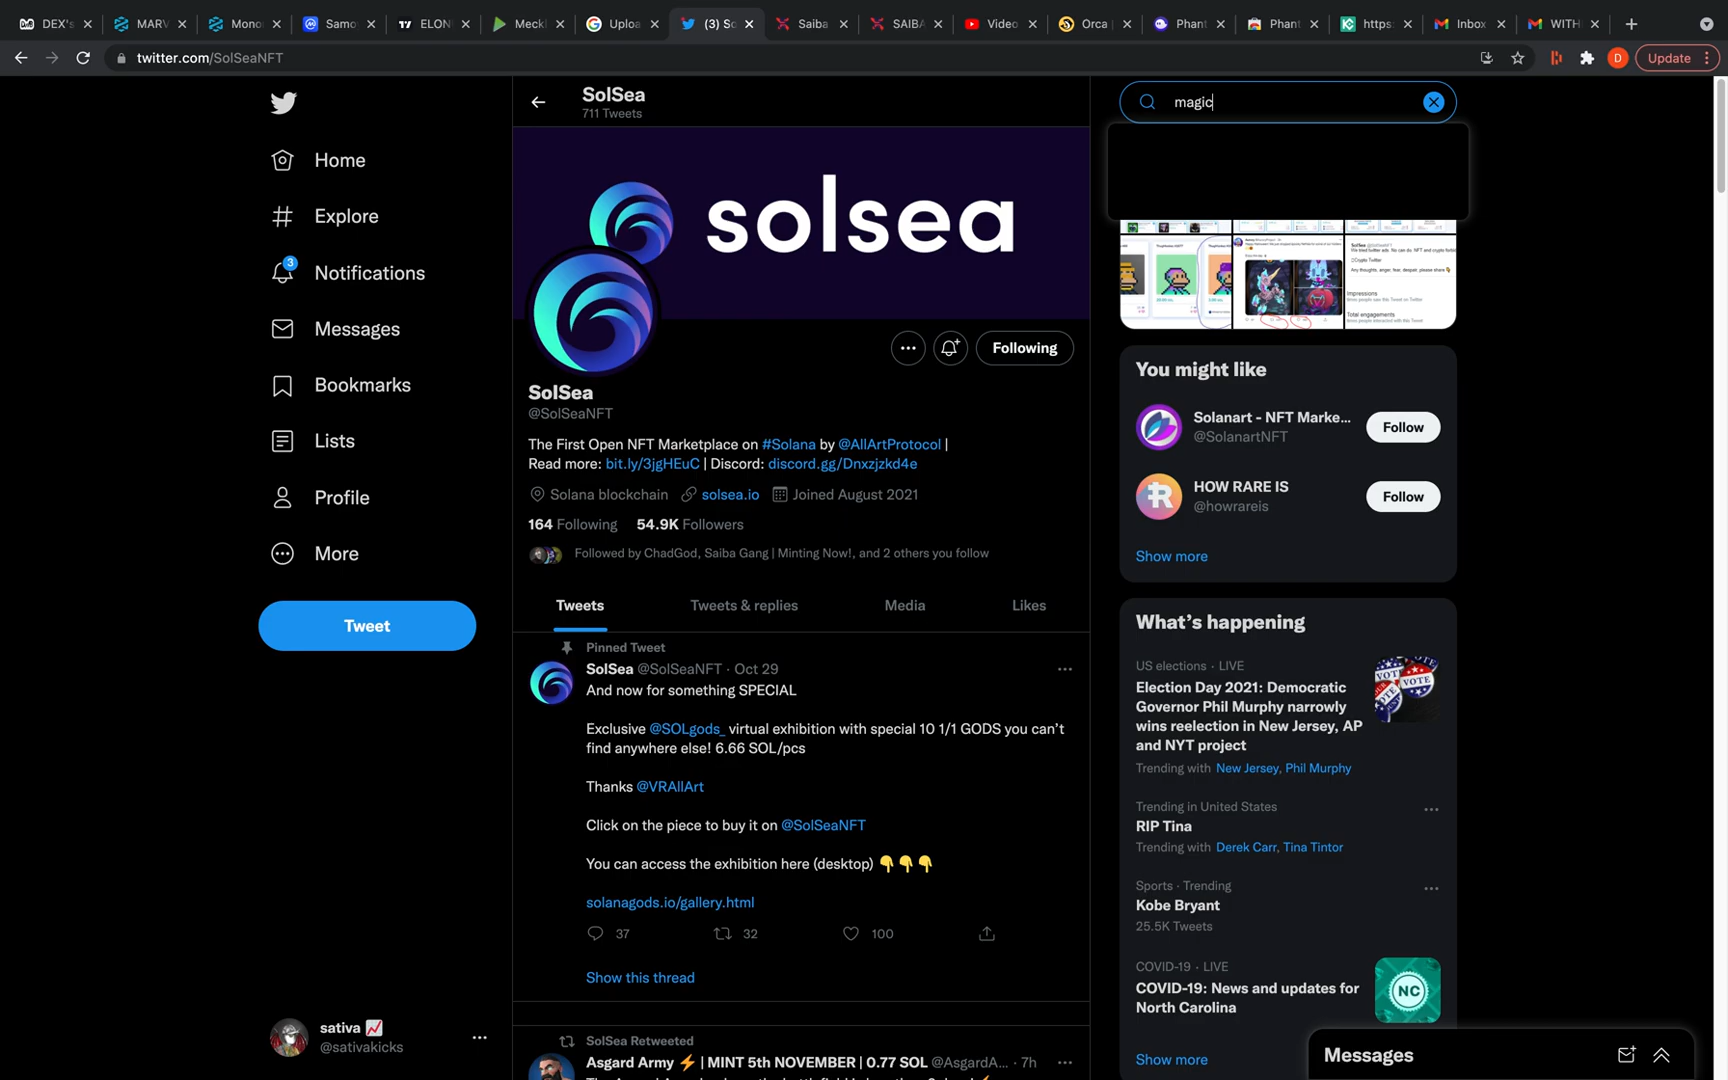 DEX's
MARV
Mono
Samo
ELON
Meckl
Uploa
(3) So
Saiba
SAIBA
Video
Orca |
Phant
Phant
https:
Inbox
WITH
twitter.com/SolSeaNFT
D
Update
Home
Explore
3
Notifications
Messages
Bookmarks
Lists
Profile
More
Tweet
sativa 📈
@sativakicks
SolSea
711 Tweets
solsea
Following
SolSea
@SolSeaNFT
The First Open NFT Marketplace on #Solana by @AllArtProtocol |
Read more: bit.ly/3jgHEuC | Discord: discord.gg/Dnxzjzkd4e
Solana blockchain solsea.io Joined August 2021
164 Following 54.9K Followers
Followed by ChadGod, Saiba Gang | Minting Now!, and 2 others you follow
Tweets Tweets & replies Media Likes
Pinned Tweet
SolSea @SolSeaNFT · Oct 29
And now for something SPECIAL
Exclusive @SOLgods_ virtual exhibition with special 10 1/1 GODS you can't
find anywhere else! 6.66 SOL/pcs
Thanks @VRAllArt
Click on the piece to buy it on @SolSeaNFT
You can access the exhibition here (desktop) 👇👇👇
solanagods.io/gallery.html
37 32 100
Show this thread
SolSea Retweeted
Asgard Army ⚡ | MINT 5th NOVEMBER | 0.77 SOL @AsgardA... · 7h
magic
You might like
Solanart - NFT Marke...
@SolanartNFT
Follow
HOW RARE IS
@howrareis
Follow
Show more
What's happening
US elections · LIVE
Election Day 2021: Democratic
Governor Phil Murphy narrowly
wins reelection in New Jersey, AP
and NYT project
Trending with New Jersey, Phil Murphy
Trending in United States
RIP Tina
Trending with Derek Carr, Tina Tintor
Sports · Trending
Kobe Bryant
25.5K Tweets
COVID-19 · LIVE
COVID-19: News and updates for
North Carolina
NC
Show more
Messages